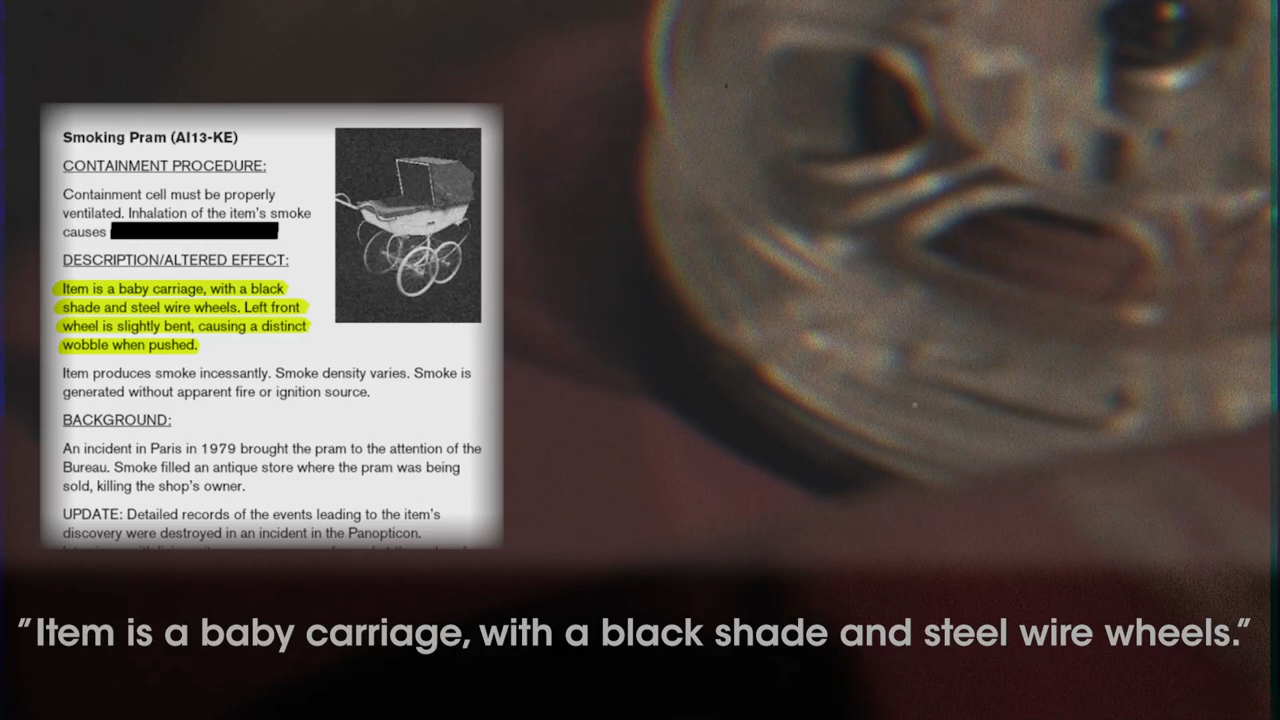 Smoking Pram (AI13-KE)
CONTAINMENT PROCEDURE:
Containment cell must be properly
ventilated. Inhalation of the item's smoke
causes
DESCRIPTION/ALTERED EFFECT:
Item is a baby carriage, with a black
shade and steel wire wheels. Left front
wheel is slightly bent, causing a distinct
wobble when pushed.
Item produces smoke incessantly. Smoke density varies. Smoke is
generated without apparent fire or ignition source.
BACKGROUND:
An incident in Paris in 1979 brought the pram to the attention of the
Bureau. Smoke filled an antique store where the pram was being
sold, killing the shop's owner.
UPDATE: Detailed records of the events leading to the item's
discovery were destroyed in an incident in the Panopticon.
"Item is a baby carriage, with a black shade and steel wire wheels."